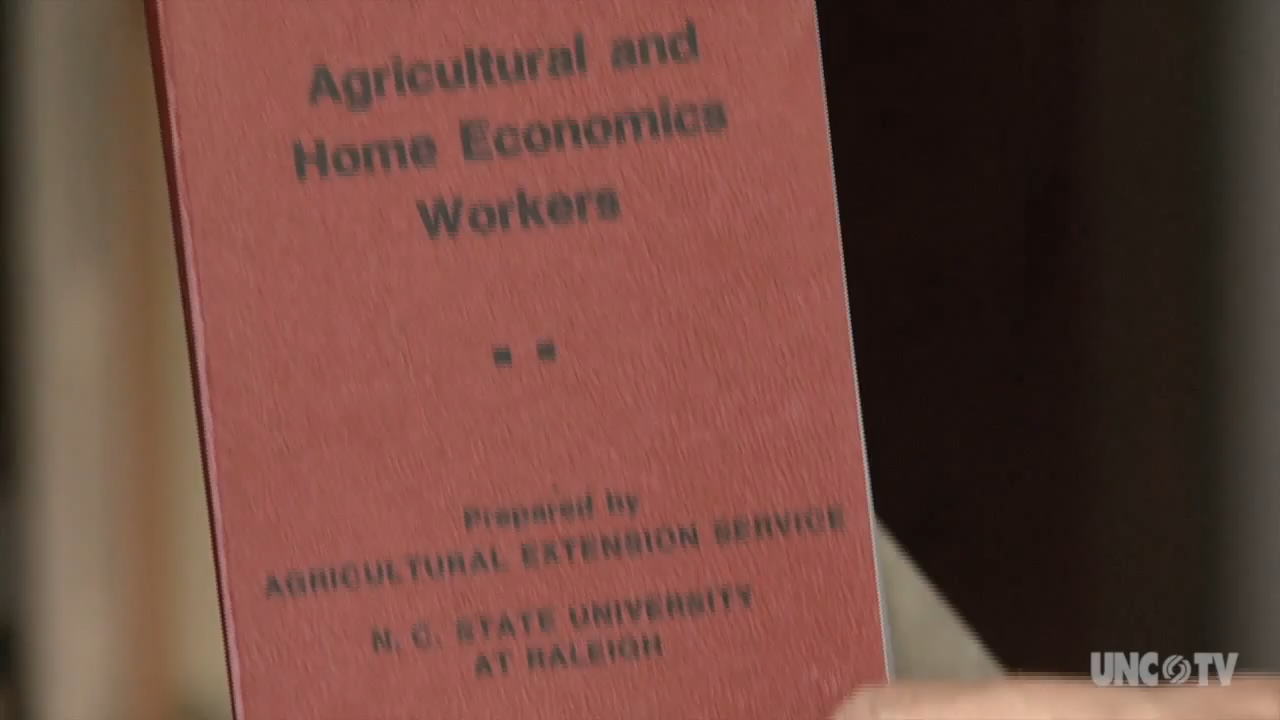 Agricultural and
Home Economics
Workers
Prepared by
AGRICULTURAL EXTENSION SERVICE
N. C. STATE UNIVERSITY
AT RALEIGH
UNC TV